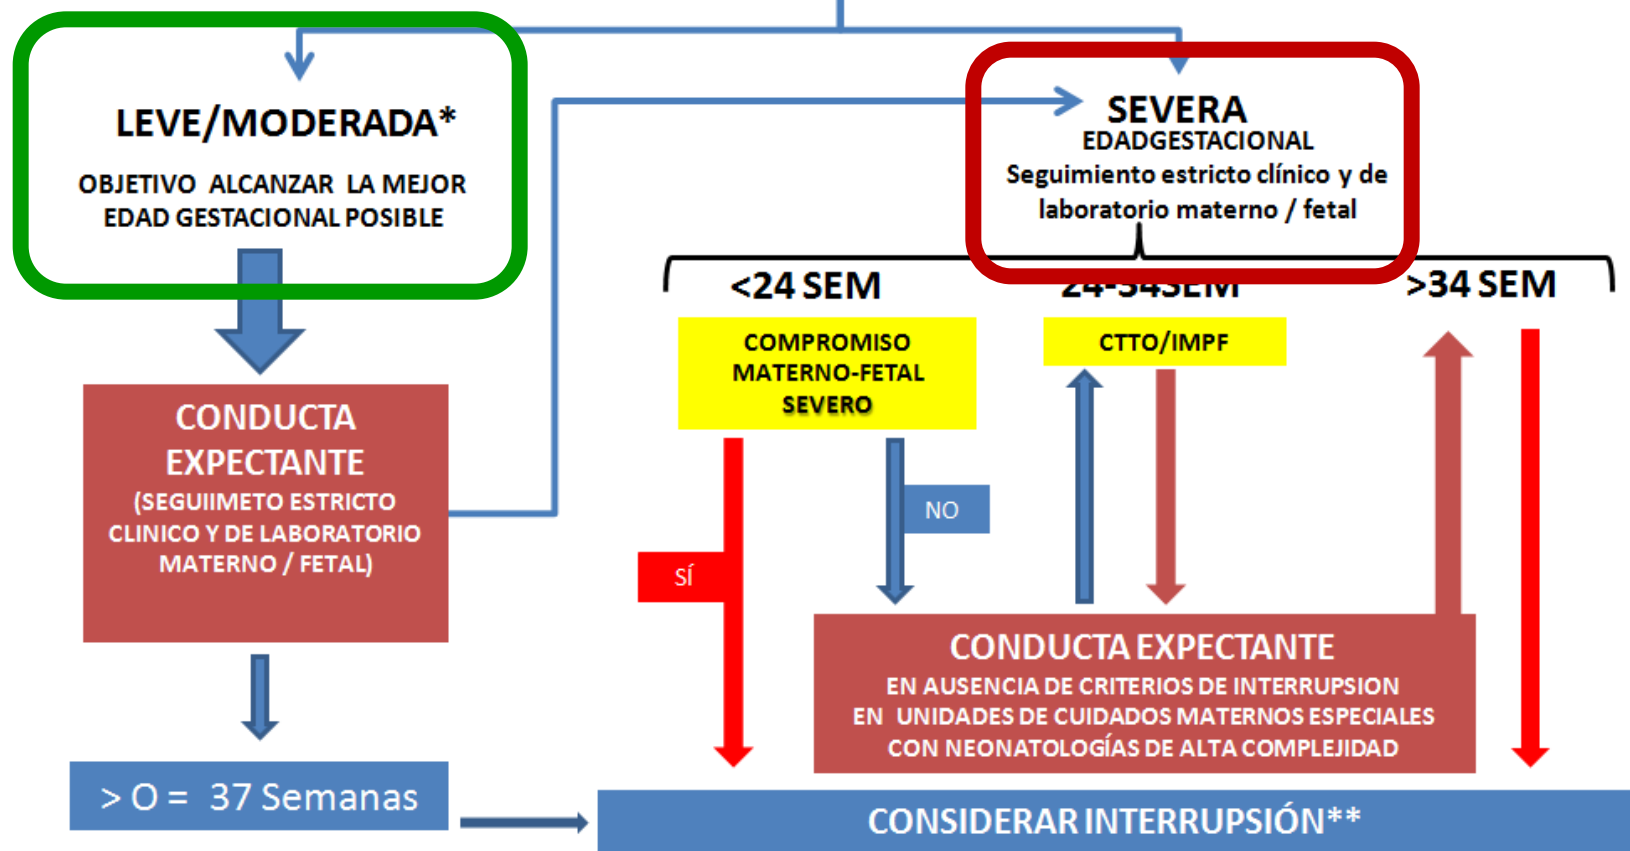 LEVE/MODERADA*
OBJETIVO ALCANZAR LA MEJOR
EDAD GESTACIONAL POSIBLE
SEVERA
EDADGESTACIONAL
Seguimiento estricto clínico y de
laboratorio materno / fetal
<24 SEM
24-34SEM
>34 SEM
COMPROMISO
MATERNO-FETAL
SEVERO
CTTO/IMPF
CONDUCTA
EXPECTANTE
(SEGUIIMETO ESTRICTO
CLINICO Y DE LABORATORIO
MATERNO / FETAL)
NO
SÍ
CONDUCTA EXPECTANTE
EN AUSENCIA DE CRITERIOS DE INTERRUPSION
EN UNIDADES DE CUIDADOS MATERNOS ESPECIALES
CON NEONATOLOGÍAS DE ALTA COMPLEJIDAD
> O = 37 Semanas
CONSIDERAR INTERRUPSIÓN**